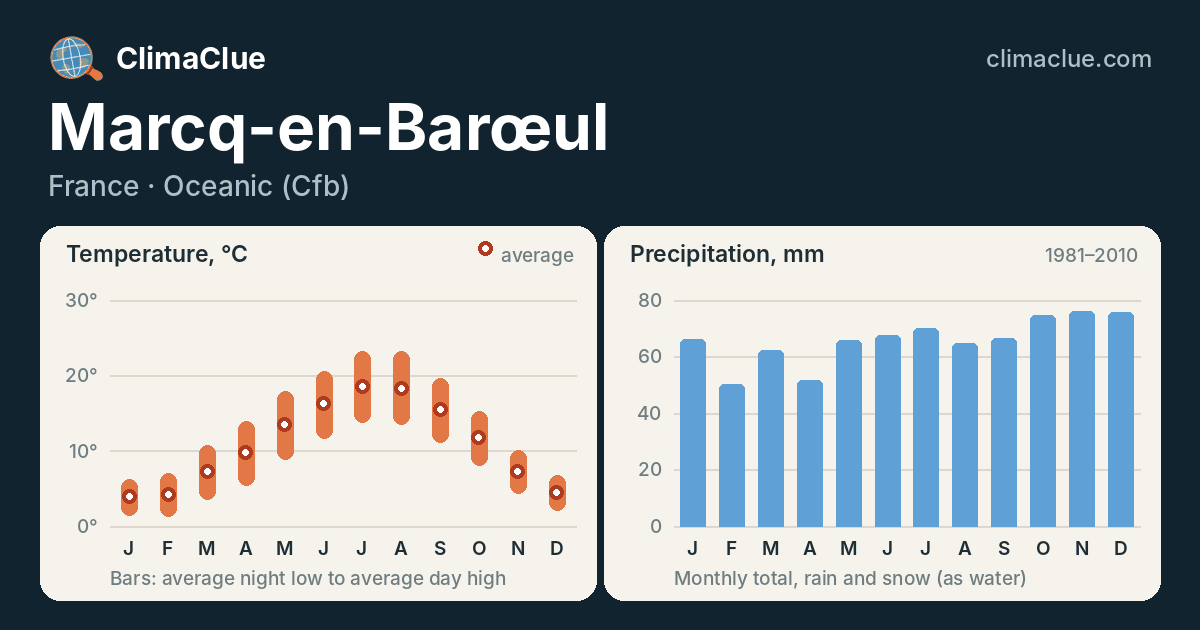 ClimaClue
climaclue.com
Marcq-en-Barœul
France · Oceanic (Cfb)
Temperature, °C
average
30°
20°
10°
0°
J F M A M J J A S O N D
Bars: average night low to average day high
Precipitation, mm
1981–2010
80
60
40
20
0
J F M A M J J A S O N D
Monthly total, rain and snow (as water)